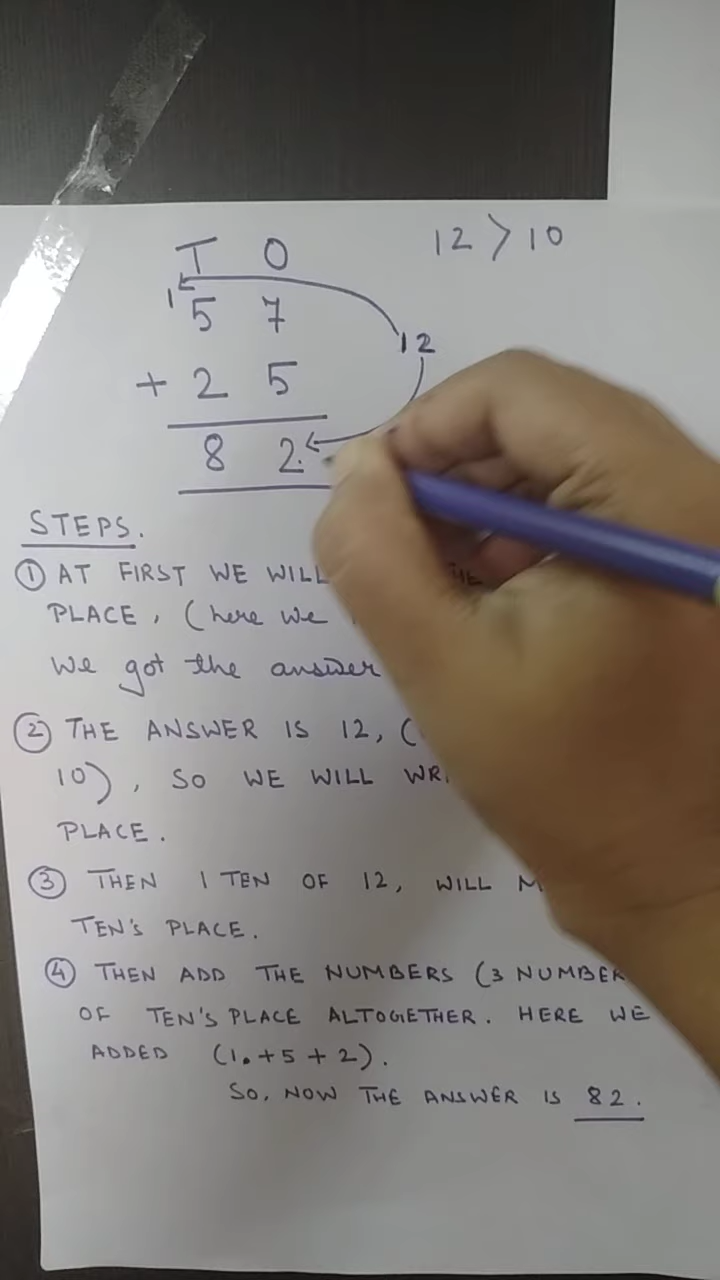 T O 12 > 10
1
5 7
12
+ 2 5
8 2
STEPS.
① AT FIRST WE WILL
PLACE, (here we
we got the answer
② THE ANSWER IS 12, (
10), SO WE WILL
PLACE.
③ THEN 1 TEN OF 12, WILL
TEN'S PLACE.
④ THEN ADD THE NUMBERS (3
OF TEN'S PLACE ALTOGETHER. HERE WE
ADDED (1.+5+2).
SO, NOW THE ANSWER IS 82.